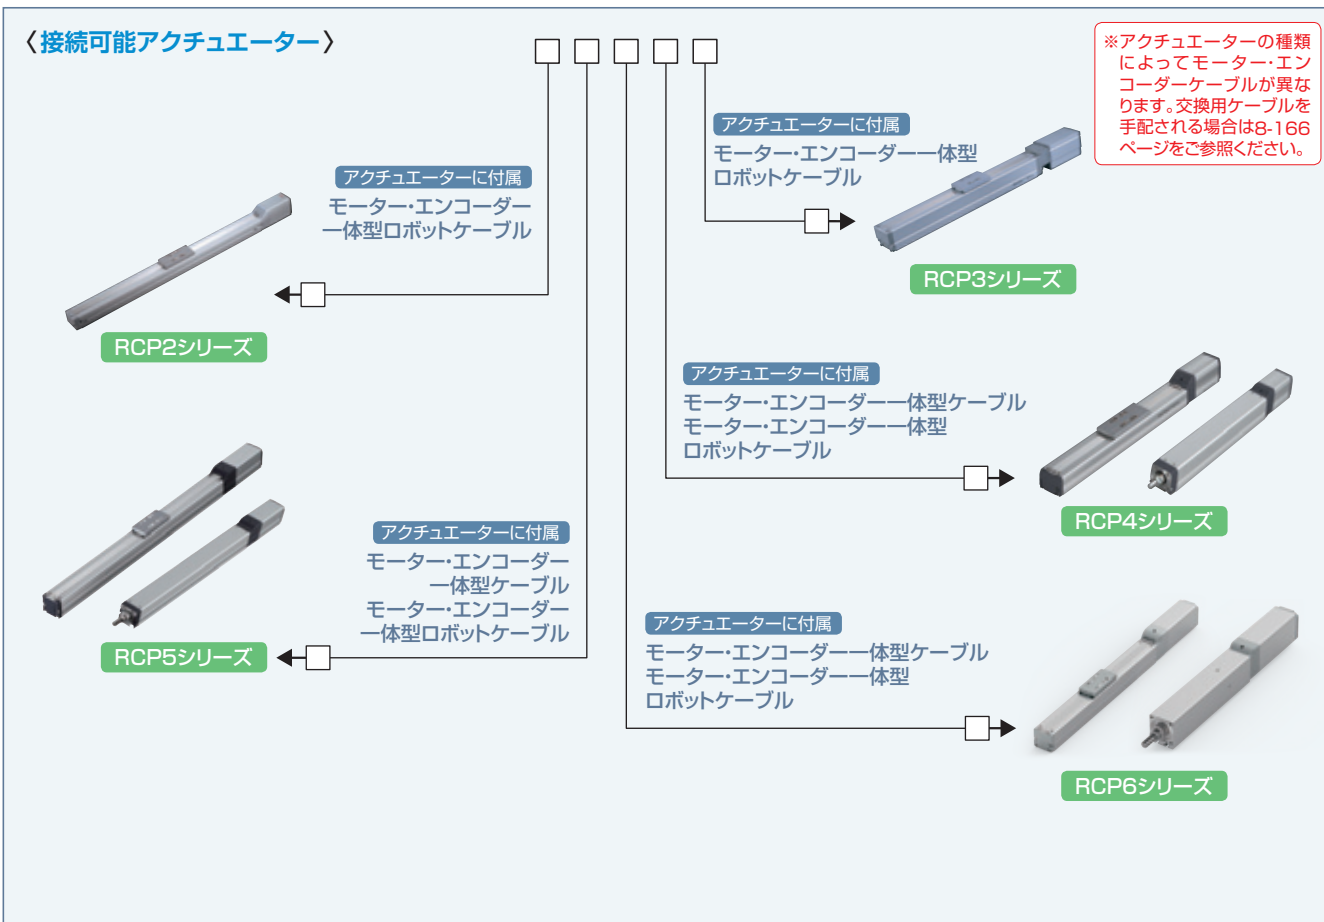 〈接続可能アクチュエーター〉
※アクチュエーターの種類
によってモーター・エン
コーダーケーブルが異な
ります。交換用ケーブルを
手配される場合は8-166
ページをご参照ください。
アクチュエーターに付属
モーター・エンコーダー一体型
ロボットケーブル
RCP3シリーズ
アクチュエーターに付属
モーター・エンコーダー
一体型ロボットケーブル
RCP2シリーズ
アクチュエーターに付属
モーター・エンコーダー一体型ケーブル
モーター・エンコーダー一体型
ロボットケーブル
RCP4シリーズ
アクチュエーターに付属
モーター・エンコーダー
一体型ケーブル
モーター・エンコーダー
一体型ロボットケーブル
RCP5シリーズ
アクチュエーターに付属
モーター・エンコーダー一体型ケーブル
モーター・エンコーダー一体型
ロボットケーブル
RCP6シリーズ